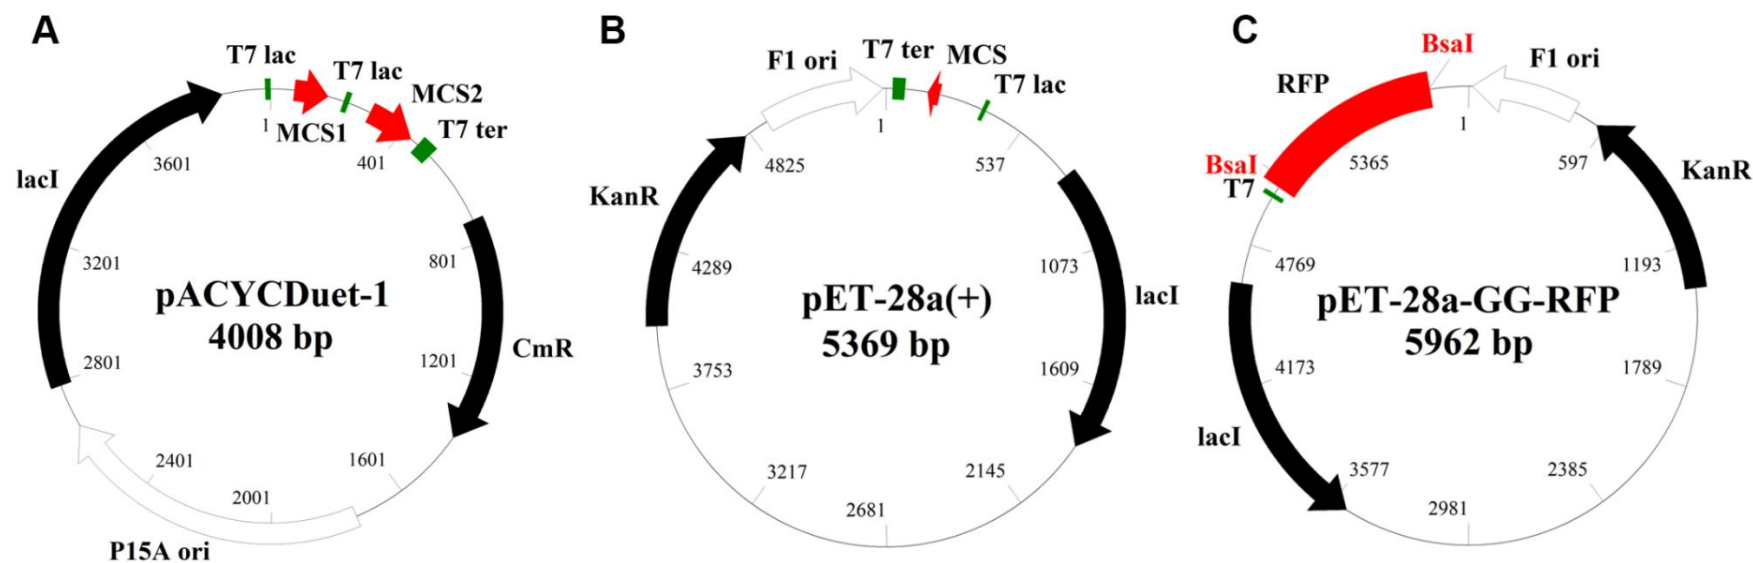 A
T7 lac
T7 lac
MCS2
MCS1
T7 ter
1
401
801
1201
1601
2001
2401
2801
3201
3601
lacI
CmR
P15A ori
pACYCDuet-1
4008 bp
B
F1 ori
T7 ter
MCS
T7 lac
1
537
1073
1609
2145
2681
3217
3753
4289
4825
KanR
lacI
pET-28a(+)
5369 bp
C
BsaI
RFP
F1 ori
BsaI
T7
1
597
1193
1789
2385
2981
3577
4173
4769
5365
KanR
lacI
pET-28a-GG-RFP
5962 bp